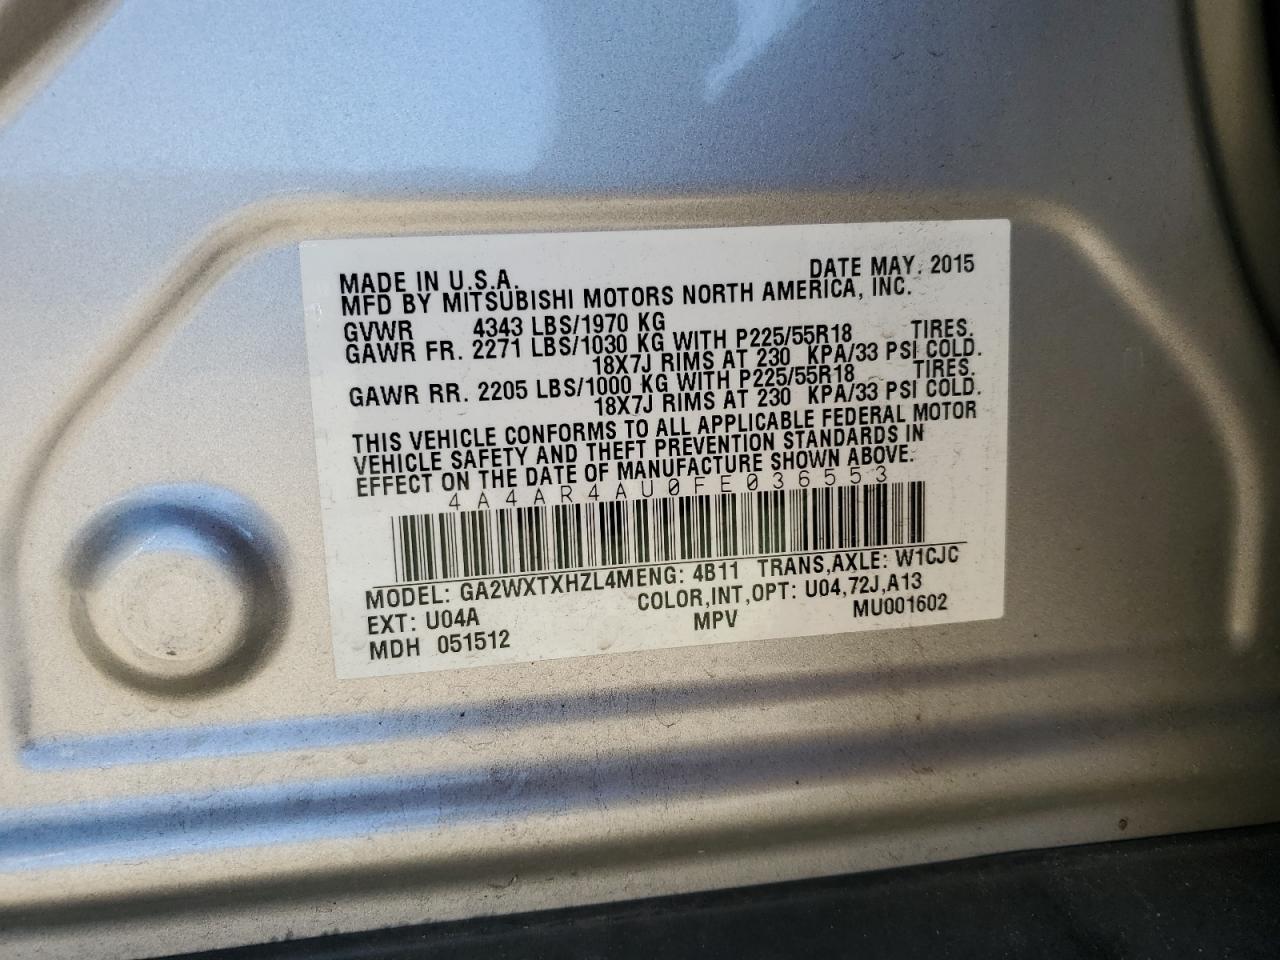 MADE IN U.S.A. DATE MAY. 2015
MFD BY MITSUBISHI MOTORS NORTH AMERICA, INC.
GVWR 4343 LBS/1970 KG
GAWR FR. 2271 LBS/1030 KG WITH P225/55R18 TIRES.
18X7J RIMS AT 230 KPA/33 PSI COLD.
GAWR RR. 2205 LBS/1000 KG WITH P225/55R18 TIRES.
18X7J RIMS AT 230 KPA/33 PSI COLD.
THIS VEHICLE CONFORMS TO ALL APPLICABLE FEDERAL MOTOR
VEHICLE SAFETY AND THEFT PREVENTION STANDARDS IN
EFFECT ON THE DATE OF MANUFACTURE SHOWN ABOVE.
4A4AR4AU0FE036553
MODEL: GA2WXTXHZL4MENG: 4B11 TRANS,AXLE: W1CJC
EXT: U04A COLOR,INT,OPT: U04,72J,A13
MDH 051512 MPV MU001602